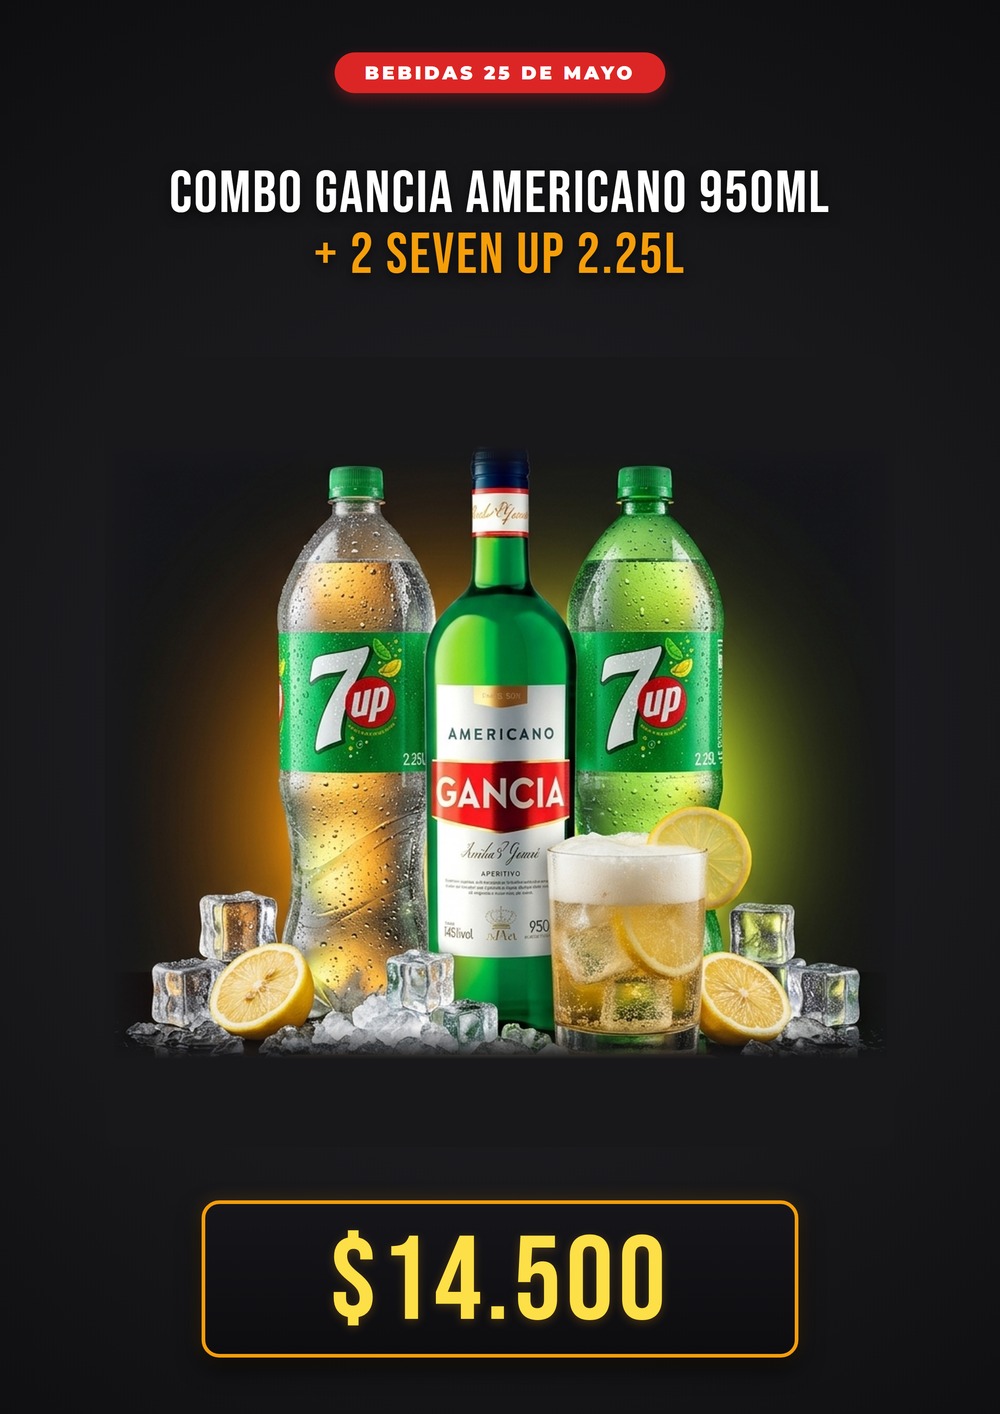 BEBIDAS 25 DE MAYO
COMBO GANCIA AMERICANO 950ML
+ 2 SEVEN UP 2.25L
7up
2.25L
7up
2.25L
AMERICANO
GANCIA
APERITIVO
950
$14.500